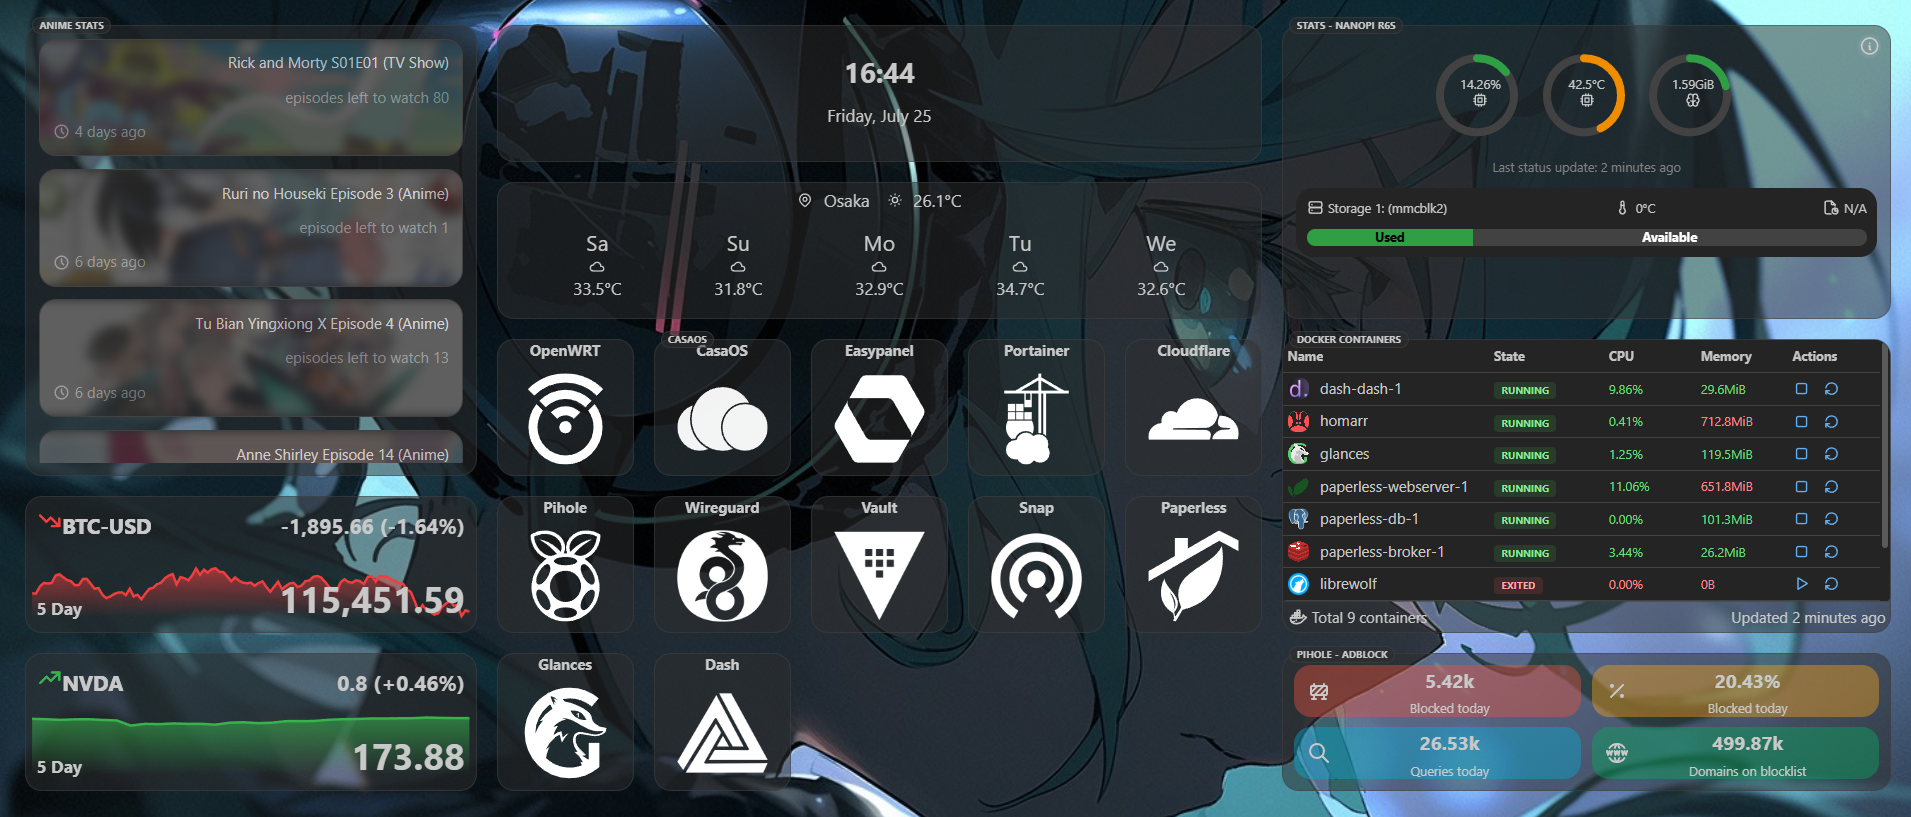 ANIME STATS
Rick and Morty S01E01 (TV Show)
episodes left to watch 80
4 days ago
Ruri no Houseki Episode 3 (Anime)
episode left to watch 1
6 days ago
Tu Bian Yingxiong X Episode 4 (Anime)
episodes left to watch 13
6 days ago
Anne Shirley Episode 14 (Anime)
BTC-USD
-1,895.66 (-1.64%)
5 Day
115,451.59
NVDA
0.8 (+0.46%)
5 Day
173.88
16:44
Friday, July 25
Osaka 26.1°C
Sa Su Mo Tu We
33.5°C 31.8°C 32.9°C 34.7°C 32.6°C
CASAOS
OpenWRT CasaOS Easypanel Portainer Cloudflare
Pihole Wireguard Vault Snap Paperless
Glances Dash
STATS - NANOPI R6S
14.26% 42.5°C 1.59GiB
Last status update: 2 minutes ago
Storage 1: (mmcblk2) 0°C N/A
Used Available
DOCKER CONTAINERS
Name State CPU Memory Actions
dash-dash-1 RUNNING 9.86% 29.6MiB
homarr RUNNING 0.41% 712.8MiB
glances RUNNING 1.25% 119.5MiB
paperless-webserver-1 RUNNING 11.06% 651.8MiB
paperless-db-1 RUNNING 0.00% 101.3MiB
paperless-broker-1 RUNNING 3.44% 26.2MiB
librewolf EXITED 0.00% 0B
Total 9 containers Updated 2 minutes ago
PIHOLE - ADBLOCK
5.42k
Blocked today
20.43%
Blocked today
26.53k
Queries today
499.87k
Domains on blocklist